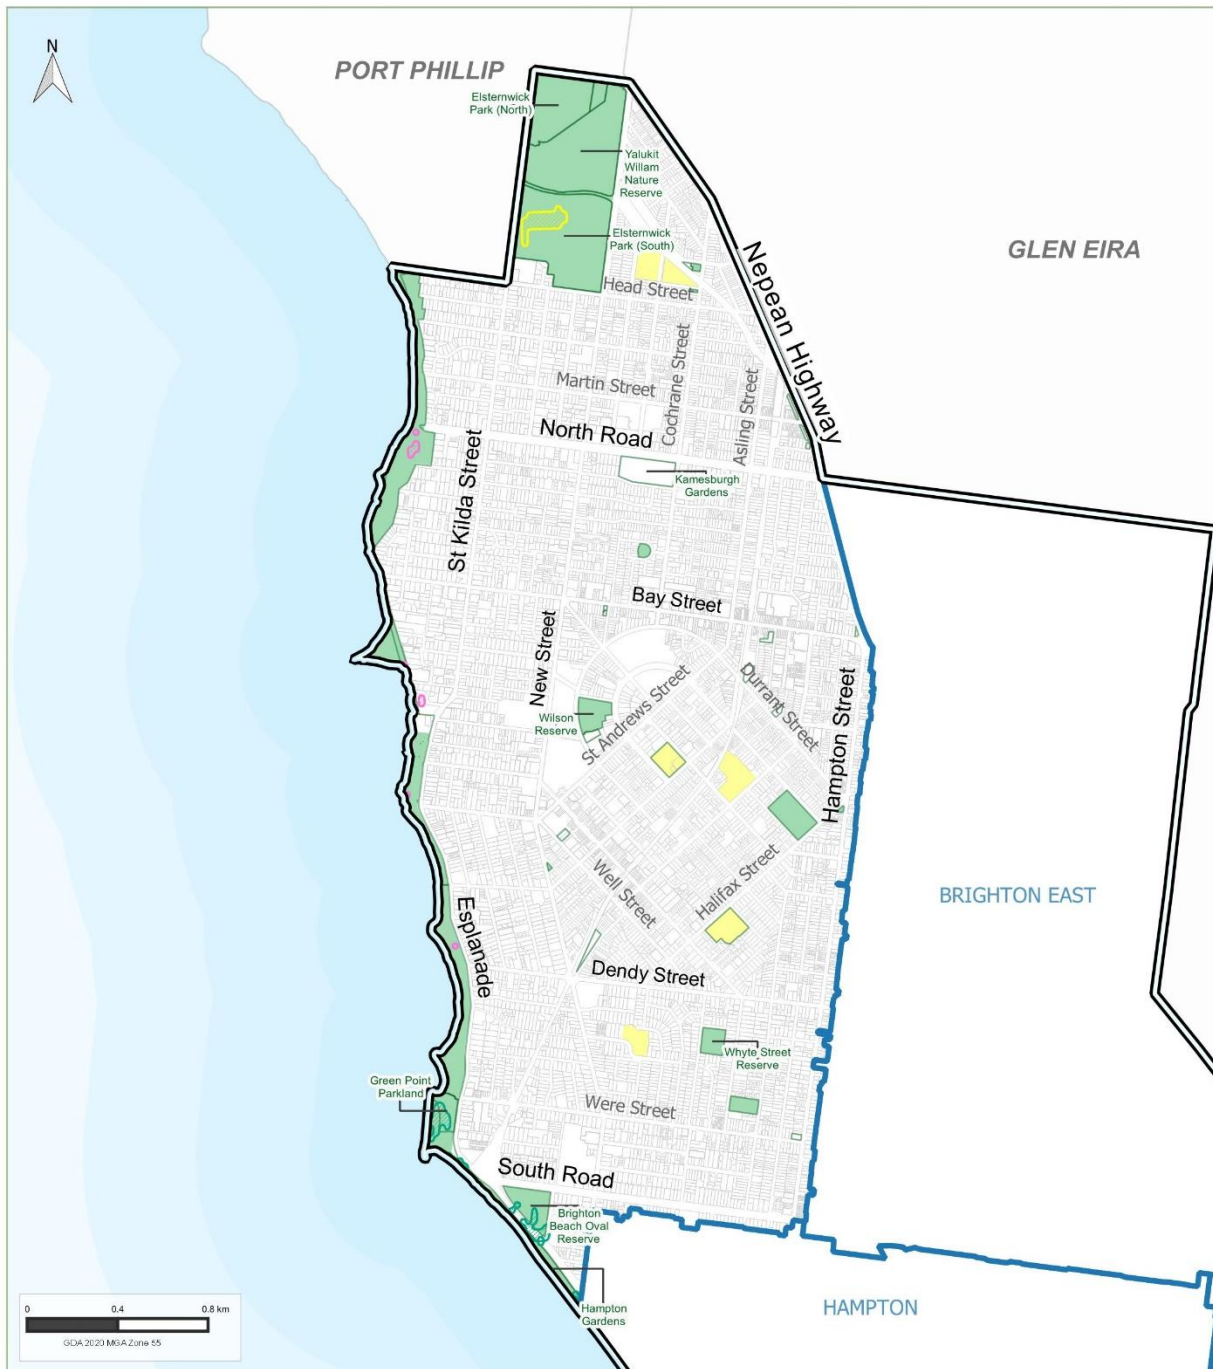 N
PORT PHILLIP
Elsternwick
Park (North)
Yalukit
Willam
Nature
Reserve
Elsternwick
Park (South)
GLEN EIRA
Nepean Highway
Head Street
Cochrane Street
Martin Street
Asling Street
North Road
St Kilda Street
Kamesburgh
Gardens
Bay Street
New Street
Durrant Street
St Andrews Street
Hampton Street
Wilson
Reserve
Halifax Street
Well Street
BRIGHTON EAST
Esplanade
Dendy Street
Whyte Street
Reserve
Green Point
Parkland
Were Street
South Road
Brighton
Beach Oval
Reserve
Hampton
Gardens
HAMPTON
0 0.4 0.8 km
GDA 2020 MGA Zone 55